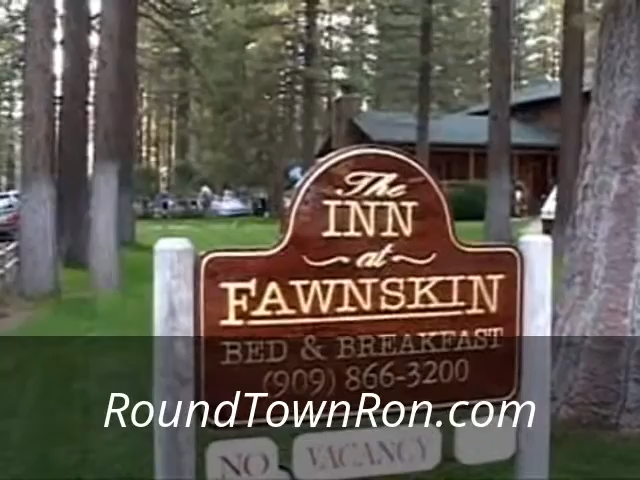 The
INN
at
FAWNSKIN
BED & BREAKFAST
(909) 866-3200
RoundTownRon.com
NO VACANCY